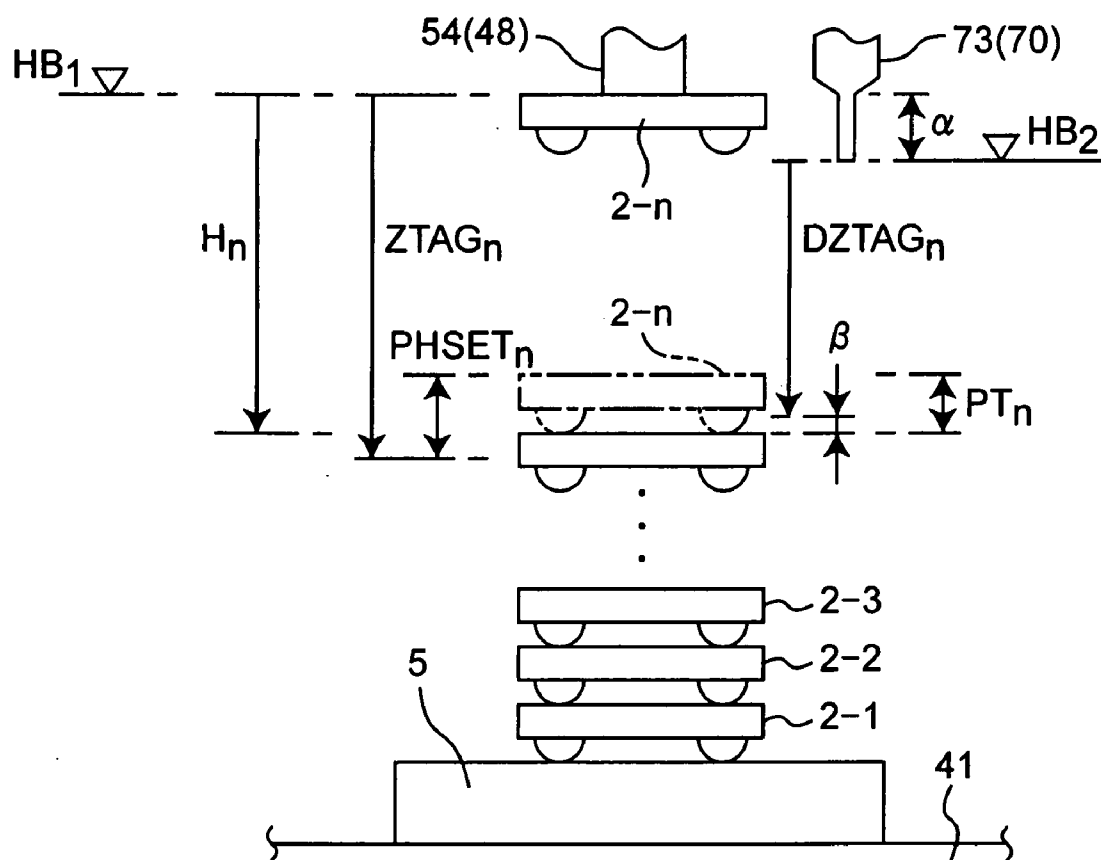 54(48)
73(70)
HB1
α
HB2
2-n
Hn
ZTAGn
DZTAGn
2-n
β
PHSETn
PTn
2-3
2-2
5
2-1
41